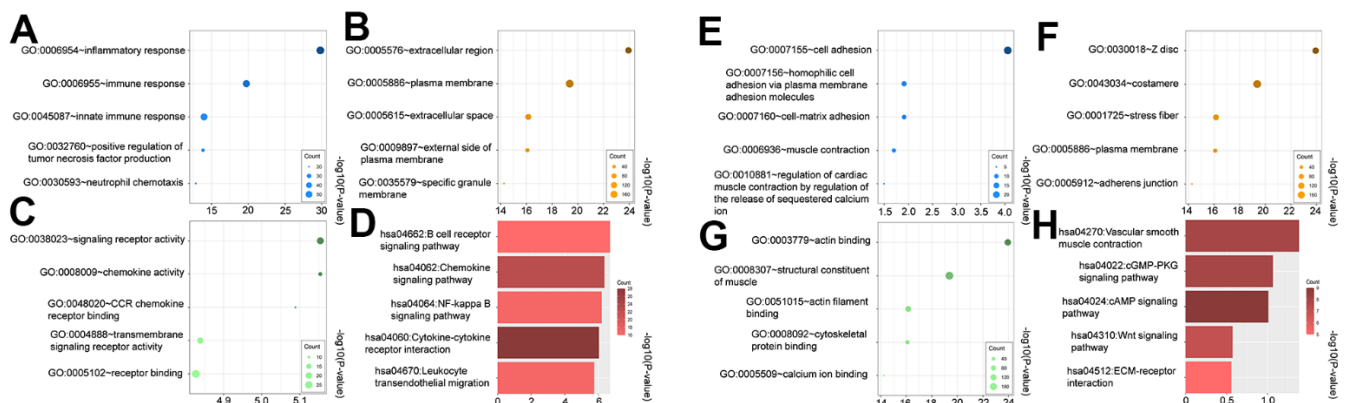 A
GO:0006954~inflammatory response
GO:0006955~immune response
GO:0045087~innate immune response
GO:0032760~positive regulation of
tumor necrosis factor production
GO:0030593~neutrophil chemotaxis
Count
20
30
40
50
15 20 25 30
-log10(P-value)
B
GO:0005576~extracellular region
GO:0005886~plasma membrane
GO:0005615~extracellular space
GO:0009897~external side of
plasma membrane
GO:0035579~specific granule
membrane
Count
40
80
120
160
14 16 18 20 22 24
-log10(P-value)
C
GO:0038023~signaling receptor activity
GO:0008009~chemokine activity
GO:0048020~CCR chemokine
receptor binding
GO:0004888~transmembrane
signaling receptor activity
GO:0005102~receptor binding
Count
10
15
20
25
4.9 5.0 5.1
-log10(P-value)
D
hsa04662:B cell receptor
signaling pathway
hsa04062:Chemokine
signaling pathway
hsa04064:NF-kappa B
signaling pathway
hsa04060:Cytokine-cytokine
receptor interaction
hsa04670:Leukocyte
transendothelial migration
Count
0 2 4 6
-log10(P-value)
E
GO:0007155~cell adhesion
GO:0007156~homophilic cell
adhesion via plasma membrane
adhesion molecules
GO:0007160~cell-matrix adhesion
GO:0006936~muscle contraction
GO:0010881~regulation of cardiac
muscle contraction by regulation of
the release of sequestered calcium
ion
Count
5
10
15
20
1.5 2.0 2.5 3.0 3.5 4.0
-log10(P-value)
F
GO:0030018~Z disc
GO:0043034~costamere
GO:0001725~stress fiber
GO:0005886~plasma membrane
GO:0005912~adherens junction
Count
40
80
120
160
14 16 18 20 22 24
-log10(P-value)
G
GO:0003779~actin binding
GO:0008307~structural constituent
of muscle
GO:0051015~actin filament
binding
GO:0008092~cytoskeletal
protein binding
GO:0005509~calcium ion binding
Count
40
80
120
160
14 16 18 20 22 24
-log10(P-value)
H
hsa04270:Vascular smooth
muscle contraction
hsa04022:cGMP-PKG
signaling pathway
hsa04024:cAMP signaling
pathway
hsa04310:Wnt signaling
pathway
hsa04512:ECM-receptor
interaction
Count
0 0.5 1.0
-log10(P-value)